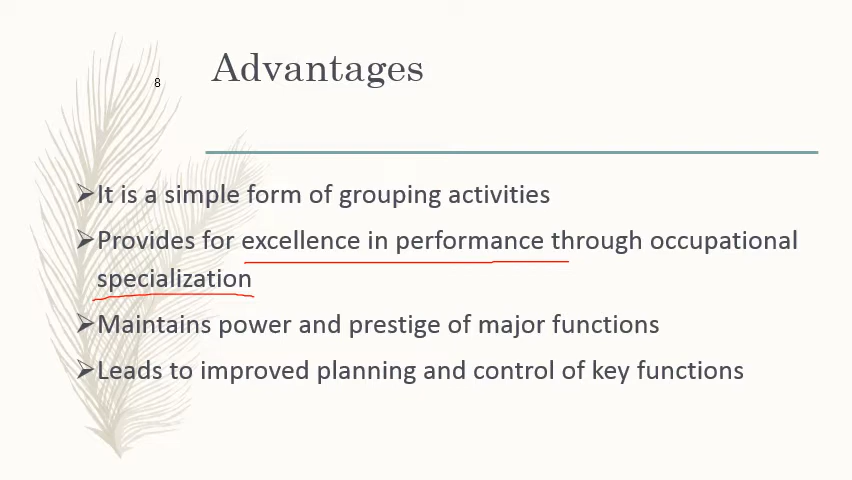 8
Advantages
➢It is a simple form of grouping activities
➢Provides for excellence in performance through occupational
specialization
➢Maintains power and prestige of major functions
➢Leads to improved planning and control of key functions